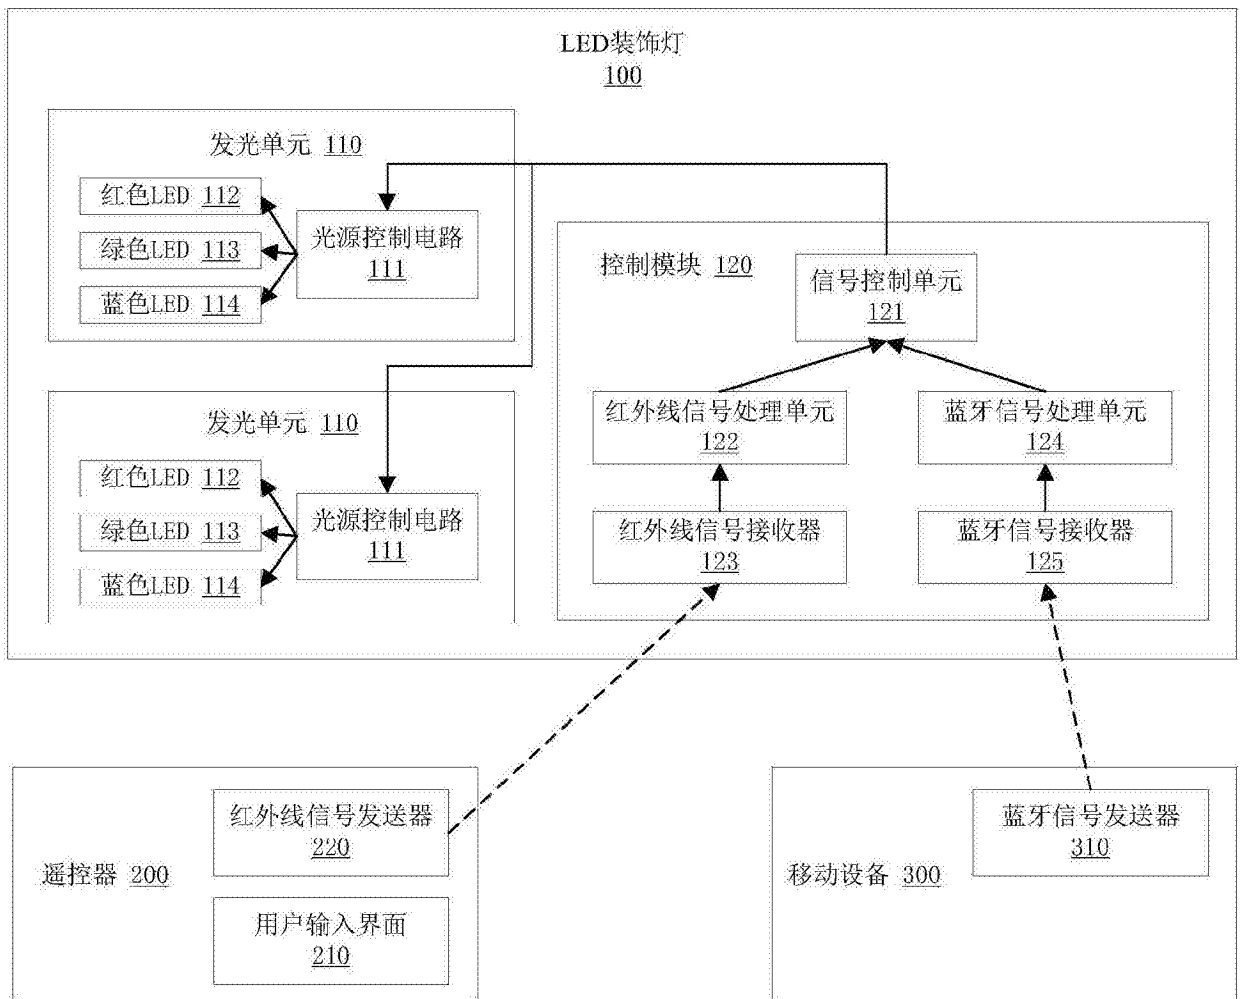 LED装饰灯
100
发光单元 110
红色LED 112
绿色LED 113
蓝色LED 114
光源控制电路
111
发光单元 110
红色LED 112
绿色LED 113
蓝色LED 114
光源控制电路
111
控制模块 120
信号控制单元
121
红外线信号处理单元
122
蓝牙信号处理单元
124
红外线信号接收器
123
蓝牙信号接收器
125
遥控器 200
红外线信号发送器
220
用户输入界面
210
移动设备 300
蓝牙信号发送器
310